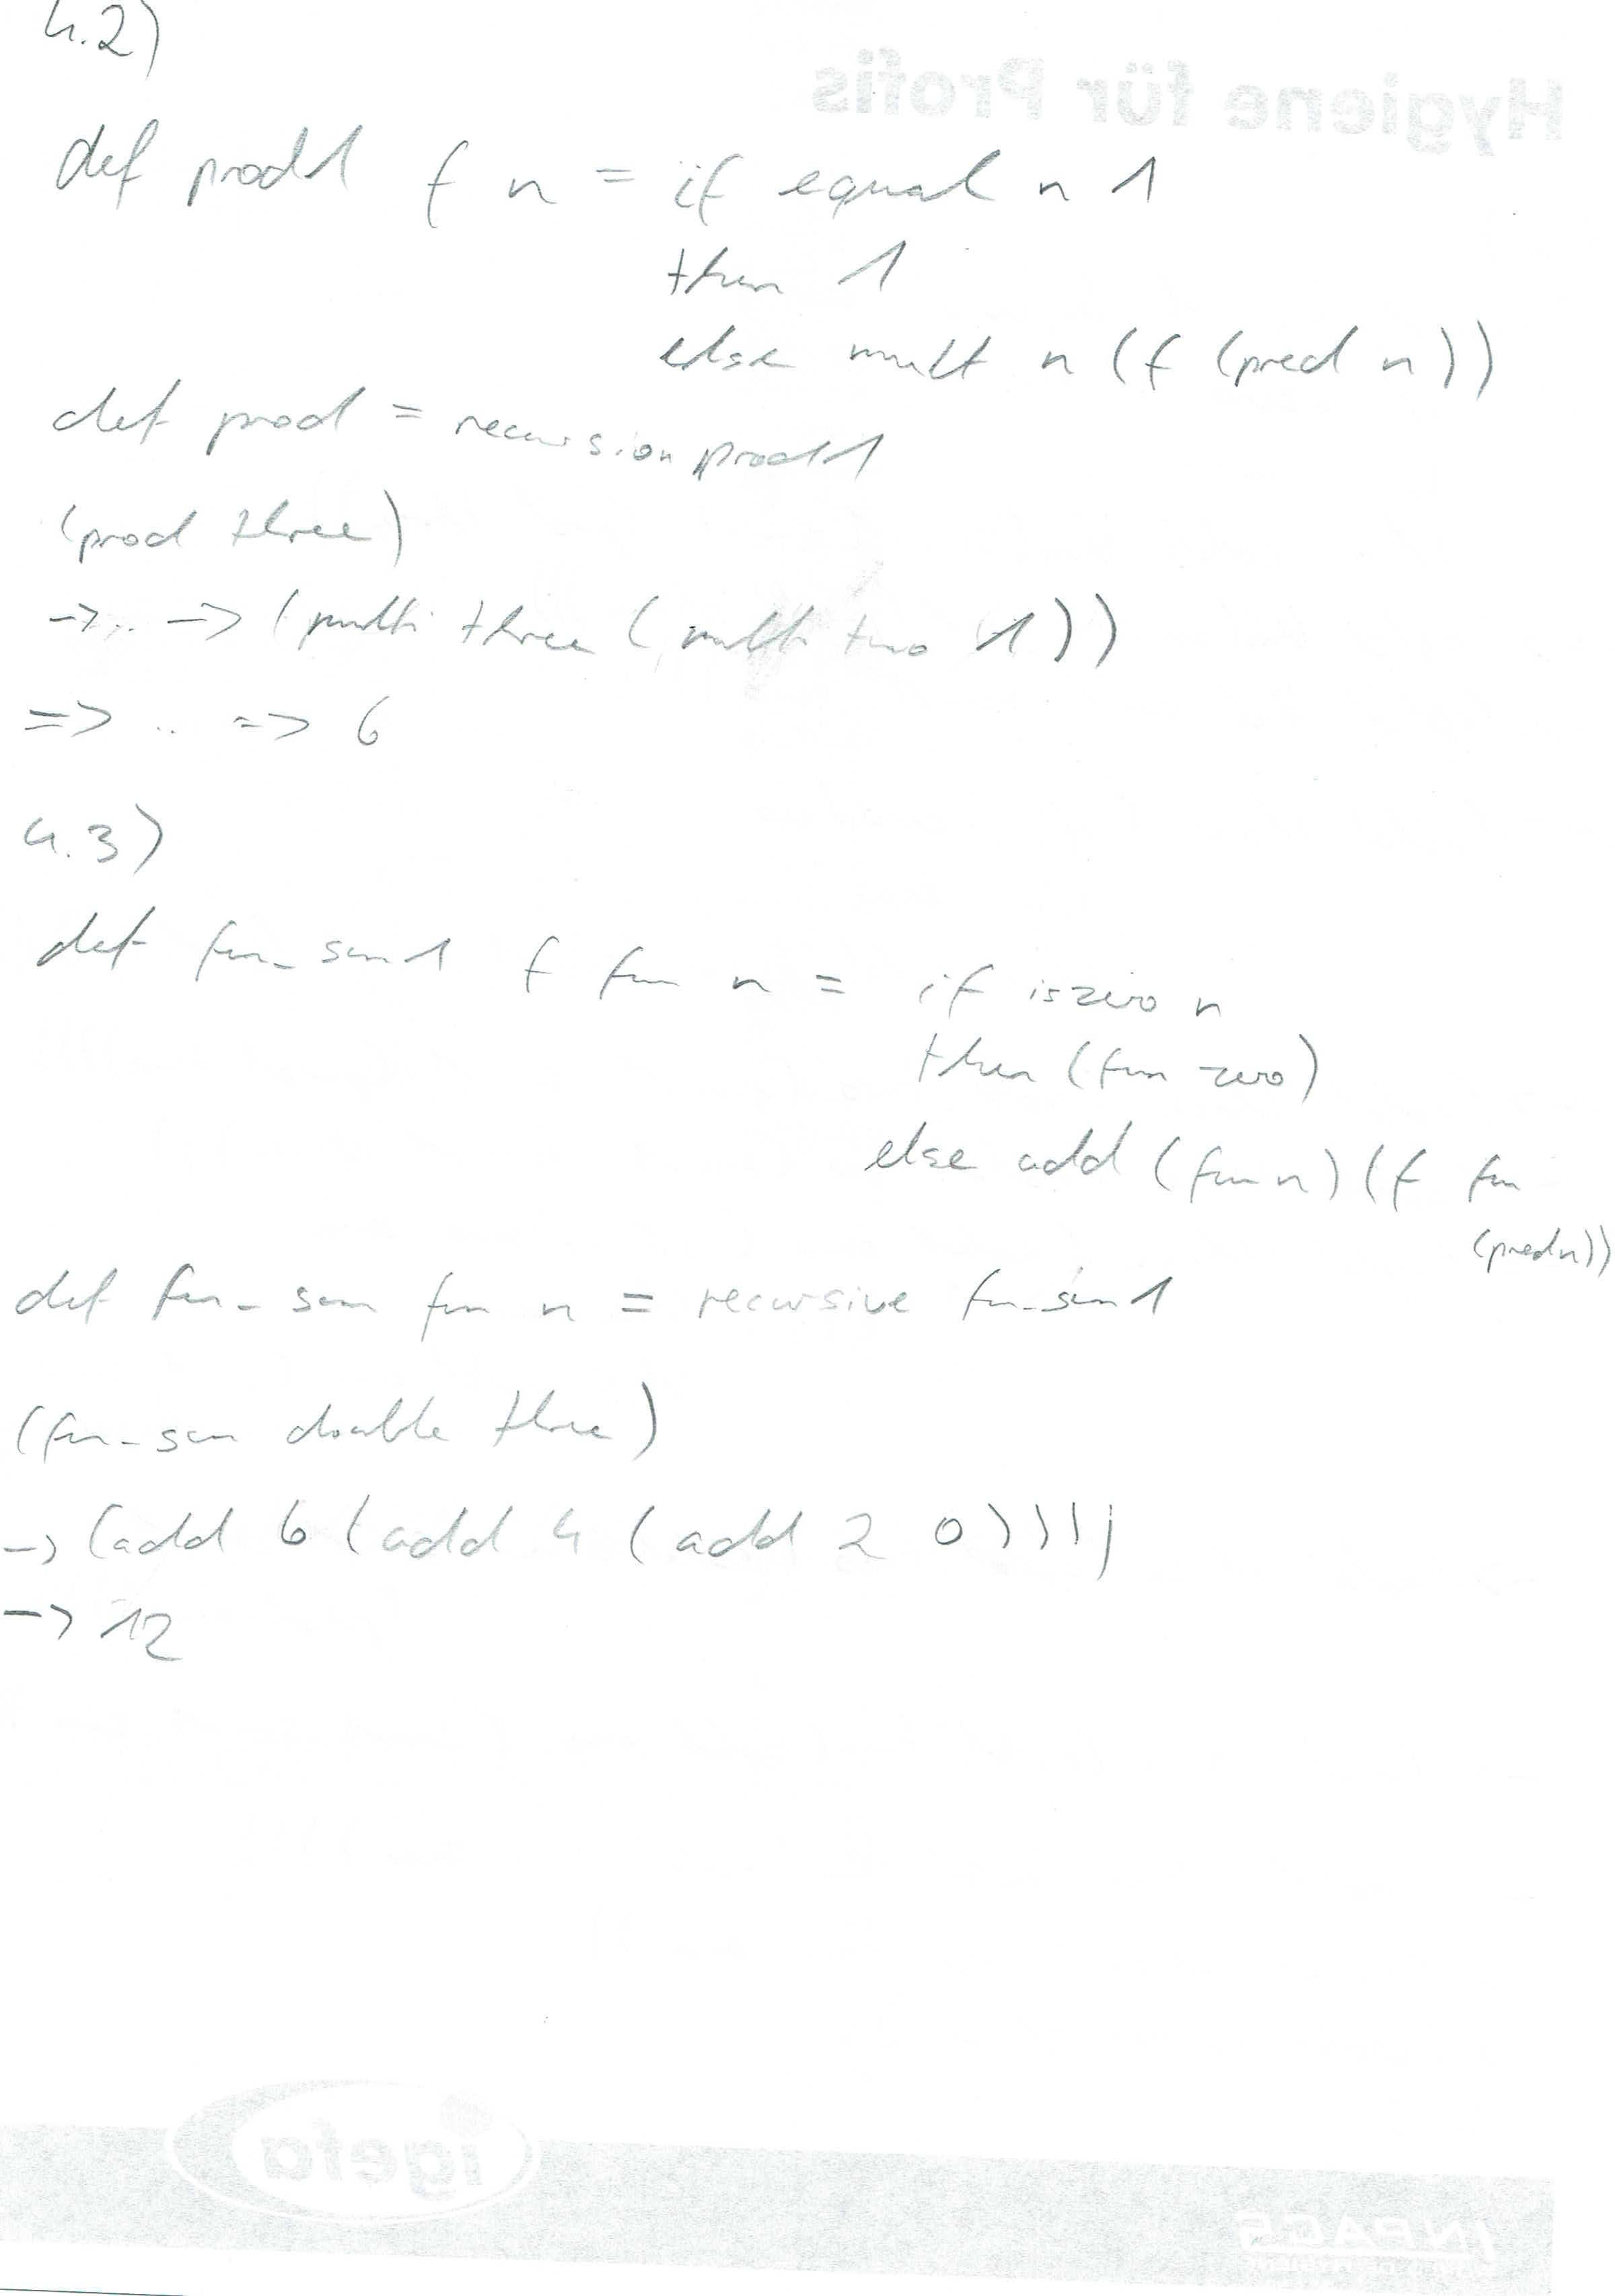 4.2)
Hygiene für Profis
def prod1 f n = if equal n 1
then 1
else mult n (f (pred n))
def prod = recursion prod1
(prod three)
-> .. -> (multi three (multi two 1))
=> .. => 6
4.3)
def fun_sum1 f fun n = if iszero n
then (fun zero)
else add (fun n) (f fun
(pred n))
def fun_sum fun n = recursive fun_sum1
(fun_sum double three)
-> (add 6 (add 4 (add 2 0))))
-> 12
igefa
INPACS